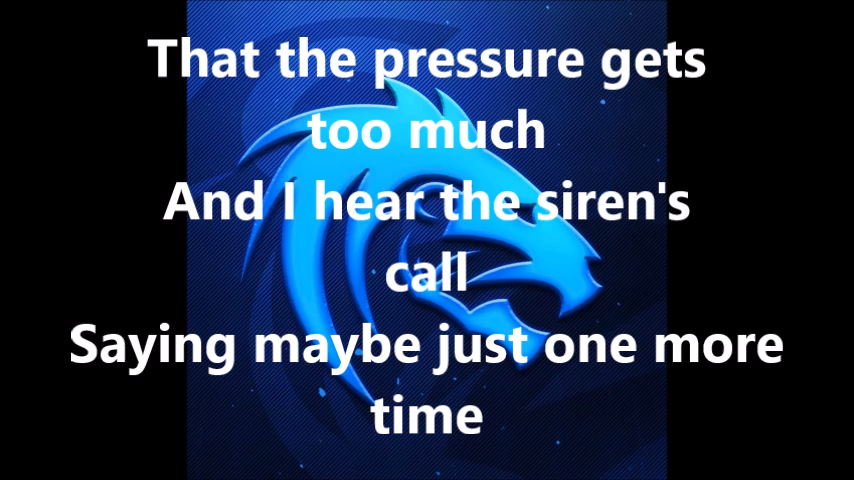 That the pressure gets
too much
And I hear the siren's
call
Saying maybe just one more
time